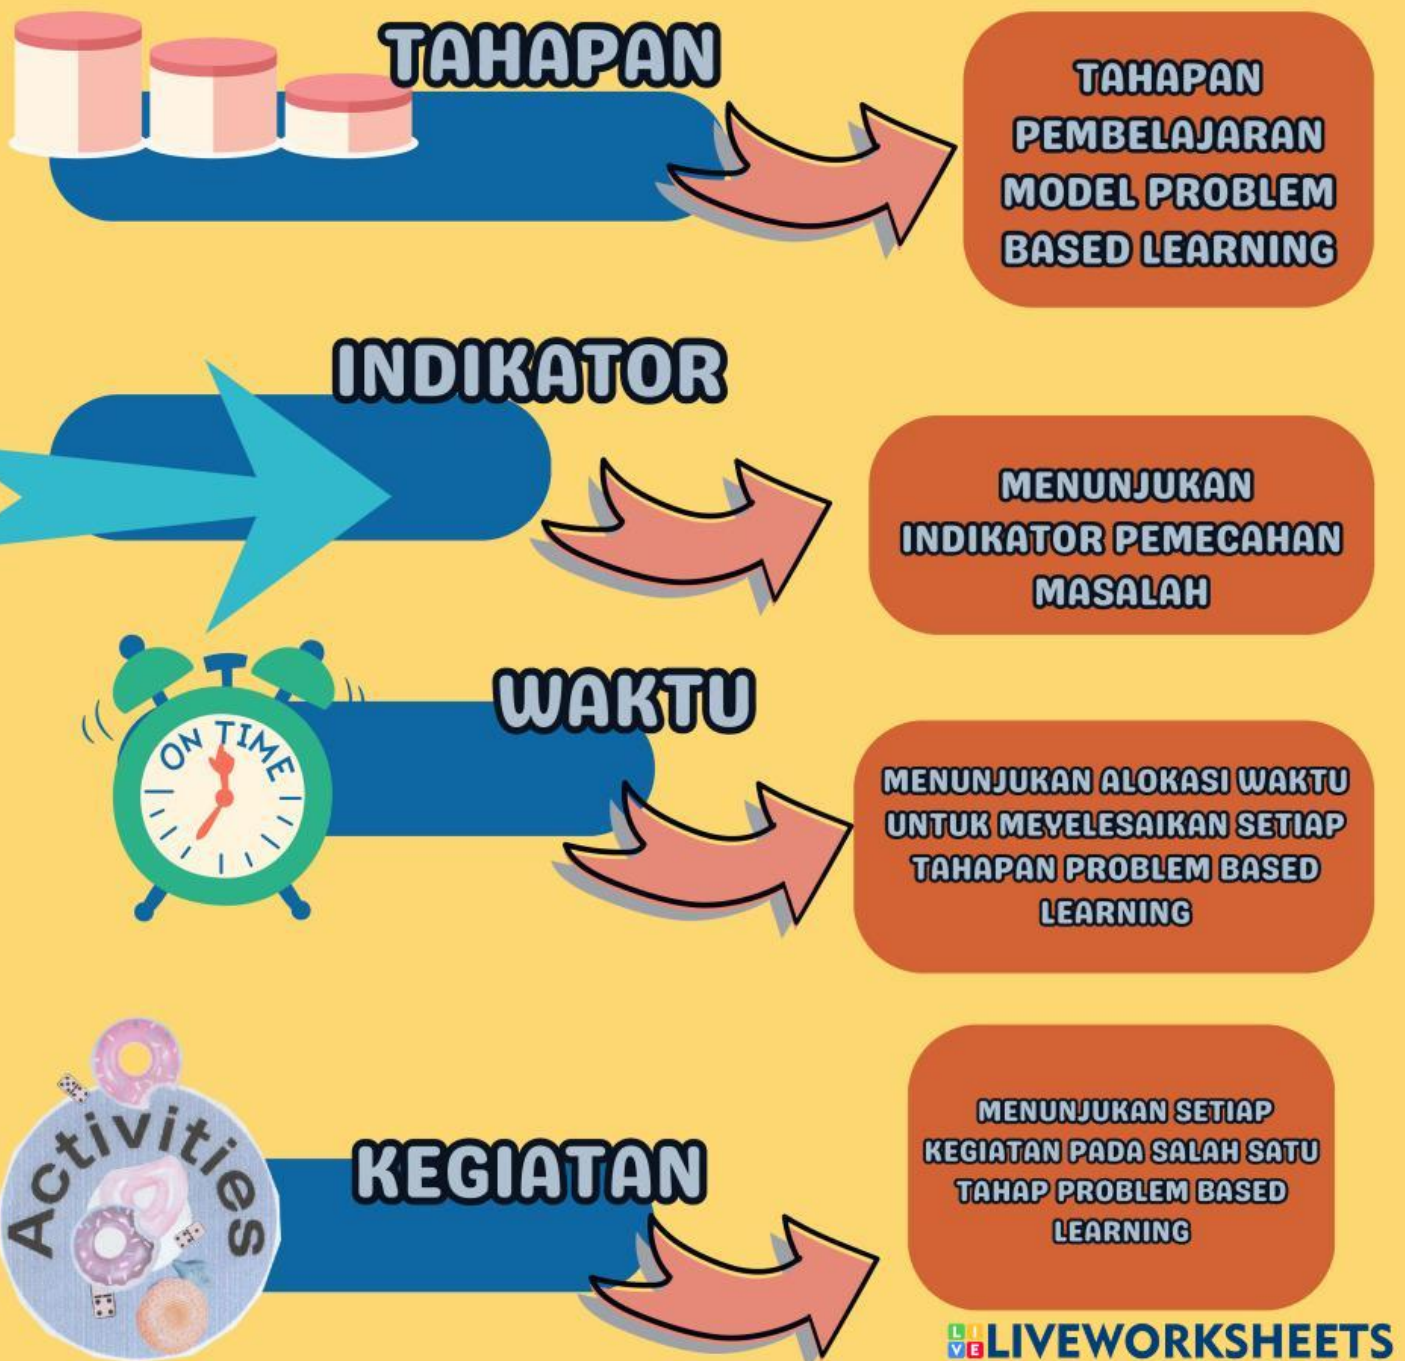 TAHAPAN
TAHAPAN
PEMBELAJARAN
MODEL PROBLEM
BASED LEARNING
INDIKATOR
MENUNJUKAN
INDIKATOR PEMECAHAN
MASALAH
ON TIME
WAKTU
MENUNJUKAN ALOKASI WAKTU
UNTUK MEYELESAIKAN SETIAP
TAHAPAN PROBLEM BASED
LEARNING
Activities
KEGIATAN
MENUNJUKAN SETIAP
KEGIATAN PADA SALAH SATU
TAHAP PROBLEM BASED
LEARNING
LIVE LIVEWORKSHEETS